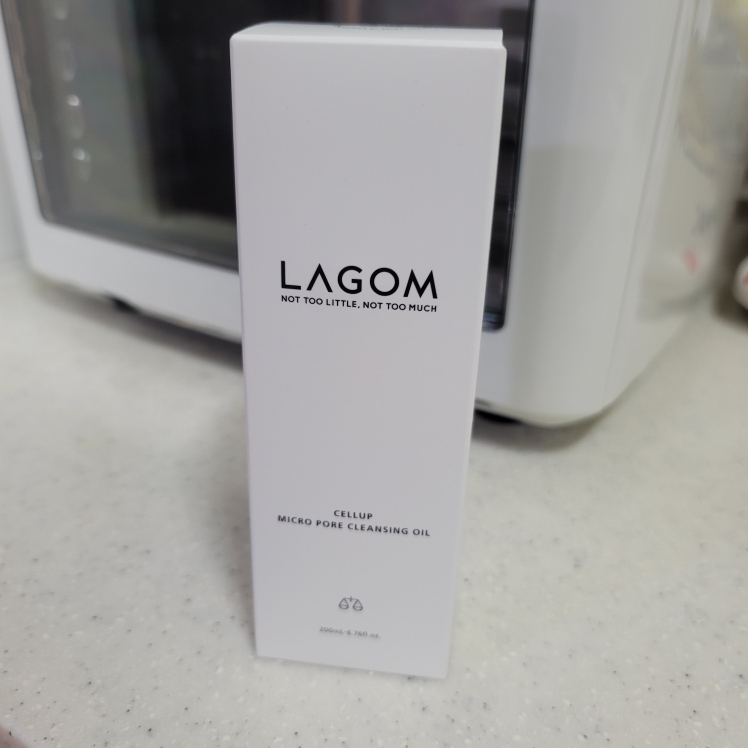 LAGOM
NOT TOO LITTLE, NOT TOO MUCH
CELLUP
MICRO PORE CLEANSING OIL